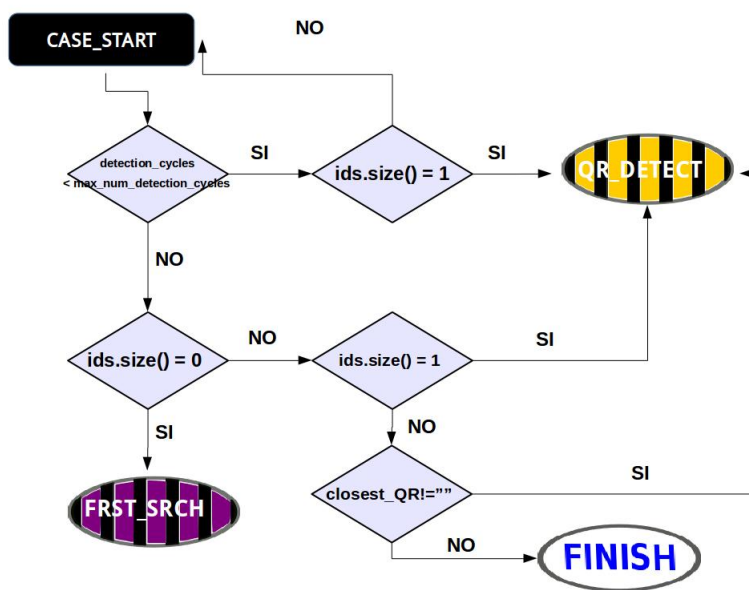 NO
CASE_START
detection_cycles
< max_num_detection_cycles
SI
ids.size() = 1
SI
QR_DETECT
NO
ids.size() = 0
NO
ids.size() = 1
SI
SI
NO
FRST_SRCH
closest_QR!=””
SI
NO
FINISH